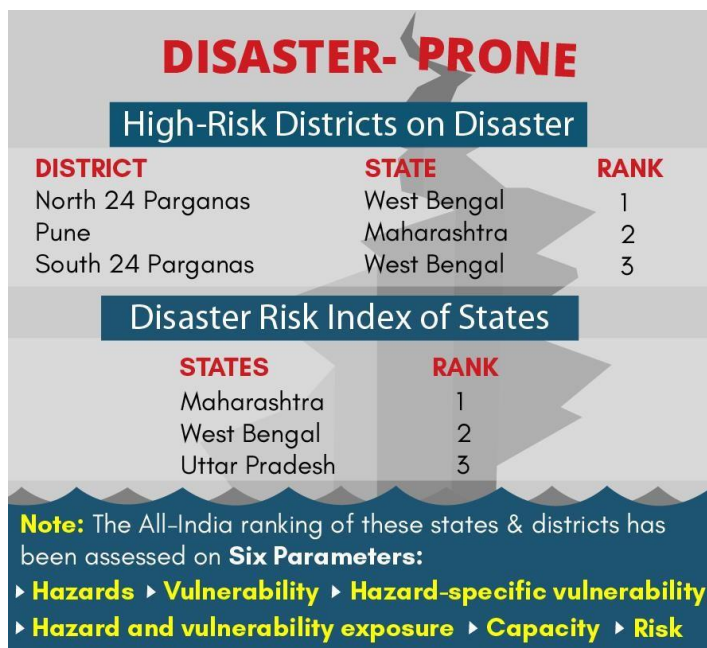 DISASTER- PRONE
High-Risk Districts on Disaster
DISTRICT STATE RANK
North 24 Parganas West Bengal 1
Pune Maharashtra 2
South 24 Parganas West Bengal 3
Disaster Risk Index of States
STATES RANK
Maharashtra 1
West Bengal 2
Uttar Pradesh 3
Note: The All-India ranking of these states & districts has
been assessed on Six Parameters:
Hazards Vulnerability Hazard-specific vulnerability
Hazard and vulnerability exposure Capacity Risk